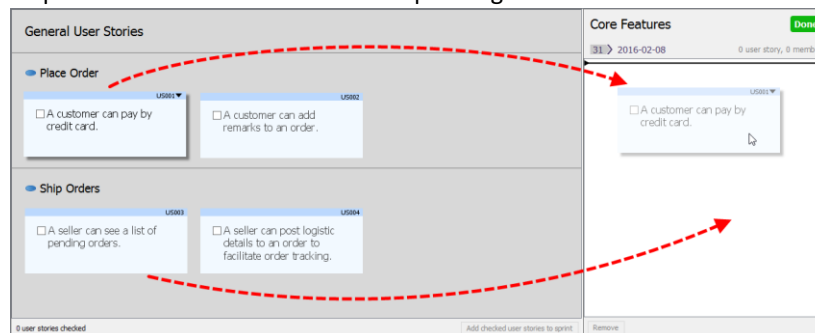 General User Stories
Place Order
US001
A customer can pay by
credit card.
US002
A customer can add
remarks to an order.
Ship Orders
US003
A seller can see a list of
pending orders.
US004
A seller can post logistic
details to an order to
facilitate order tracking.
0 user stories checked
Add checked user stories to sprint
Core Features
Done
31 2016-02-08
0 user story, 0 memb
US001
A customer can pay by
credit card.
Remove